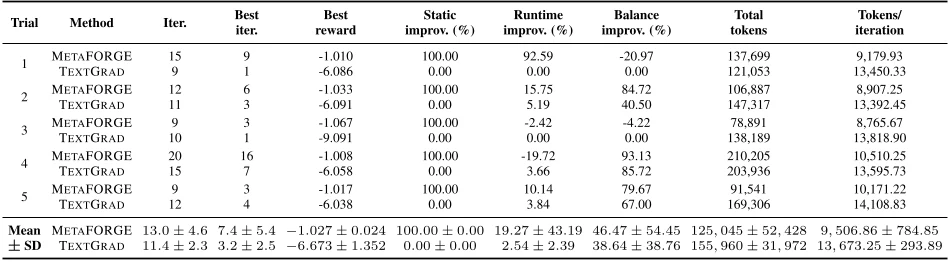 Trial Method Iter. Best iter. Best reward Static improv. (%) Runtime improv. (%) Balance improv. (%) Total tokens Tokens/ iteration
1 METAFORGE 15 9 -1.010 100.00 92.59 -20.97 137,699 9,179.93
TEXTGRAD 9 1 -6.086 0.00 0.00 0.00 121,053 13,450.33
2 METAFORGE 12 6 -1.033 100.00 15.75 84.72 106,887 8,907.25
TEXTGRAD 11 3 -6.091 0.00 5.19 40.50 147,317 13,392.45
3 METAFORGE 9 3 -1.067 100.00 -2.42 -4.22 78,891 8,765.67
TEXTGRAD 10 1 -9.091 0.00 0.00 0.00 138,189 13,818.90
4 METAFORGE 20 16 -1.008 100.00 -19.72 93.13 210,205 10,510.25
TEXTGRAD 15 7 -6.058 0.00 3.66 85.72 203,936 13,595.73
5 METAFORGE 9 3 -1.017 100.00 10.14 79.67 91,541 10,171.22
TEXTGRAD 12 4 -6.038 0.00 3.84 67.00 169,306 14,108.83
Mean METAFORGE 13.0 ± 4.6 7.4 ± 5.4 −1.027 ± 0.024 100.00 ± 0.00 19.27 ± 43.19 46.47 ± 54.45 125,045 ± 52,428 9,506.86 ± 784.85
± SD TEXTGRAD 11.4 ± 2.3 3.2 ± 2.5 −6.673 ± 1.352 0.00 ± 0.00 2.54 ± 2.39 38.64 ± 38.76 155,960 ± 31,972 13,673.25 ± 293.89